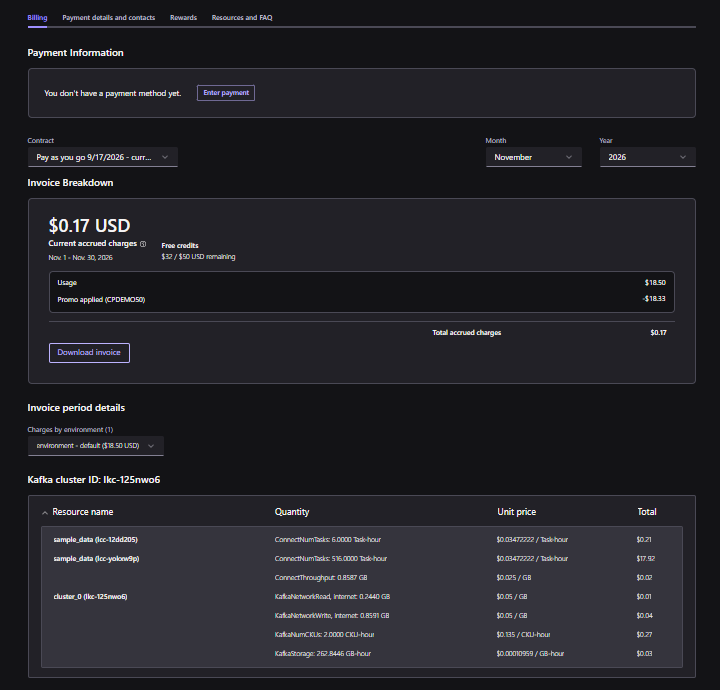 Billing Payment details and contacts Rewards Resources and FAQ
Payment Information
You don't have a payment method yet. Enter payment
Contract Month Year
Pay as you go 9/17/2026 - curr... November 2026
Invoice Breakdown
$0.17 USD
Current accrued charges Free credits
Nov. 1 - Nov. 30, 2026 $32 / $50 USD remaining
Usage $18.50
Promo applied (CPDEMO50) -$18.33
Total accrued charges $0.17
Download invoice
Invoice period details
Charges by environment (1)
environment - default ($18.50 USD)
Kafka cluster ID: lkc-125nwo6
Resource name Quantity Unit price Total
sample_data (lcc-12dd205) ConnectNumTasks: 6.0000 Task-hour $0.03472222 / Task-hour $0.21
sample_data (lcc-yokxw9p) ConnectNumTasks: 516.0000 Task-hour $0.03472222 / Task-hour $17.92
ConnectThroughput: 0.8587 GB $0.025 / GB $0.02
cluster_0 (lkc-125nwo6) KafkaNetworkRead, internet: 0.2440 GB $0.05 / GB $0.01
KafkaNetworkWrite, internet: 0.8591 GB $0.05 / GB $0.04
KafkaNumCKUs: 2.0000 CKU-hour $0.135 / CKU-hour $0.27
KafkaStorage: 262.8446 GB-hour $0.00010959 / GB-hour $0.03